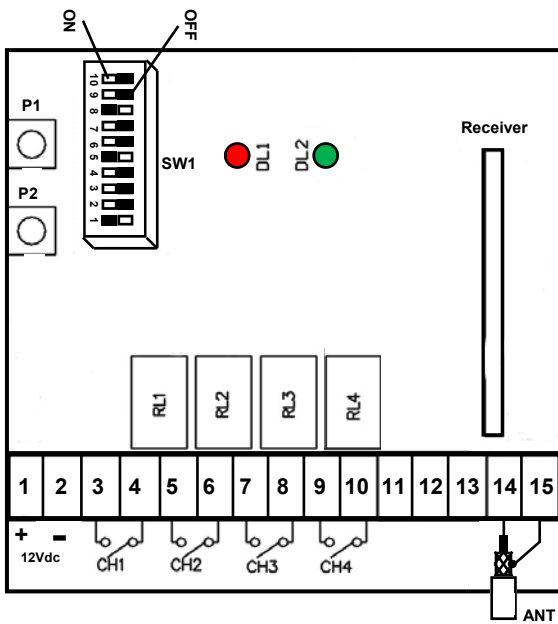 ON
OFF
P1
10
9
8
7
6
5
4
3
2
1
SW1
DL1
DL2
Receiver
P2
RL1
RL2
RL3
RL4
1 2 3 4 5 6 7 8 9 10 11 12 13 14 15
+ -
12Vdc
CH1
CH2
CH3
CH4
ANT